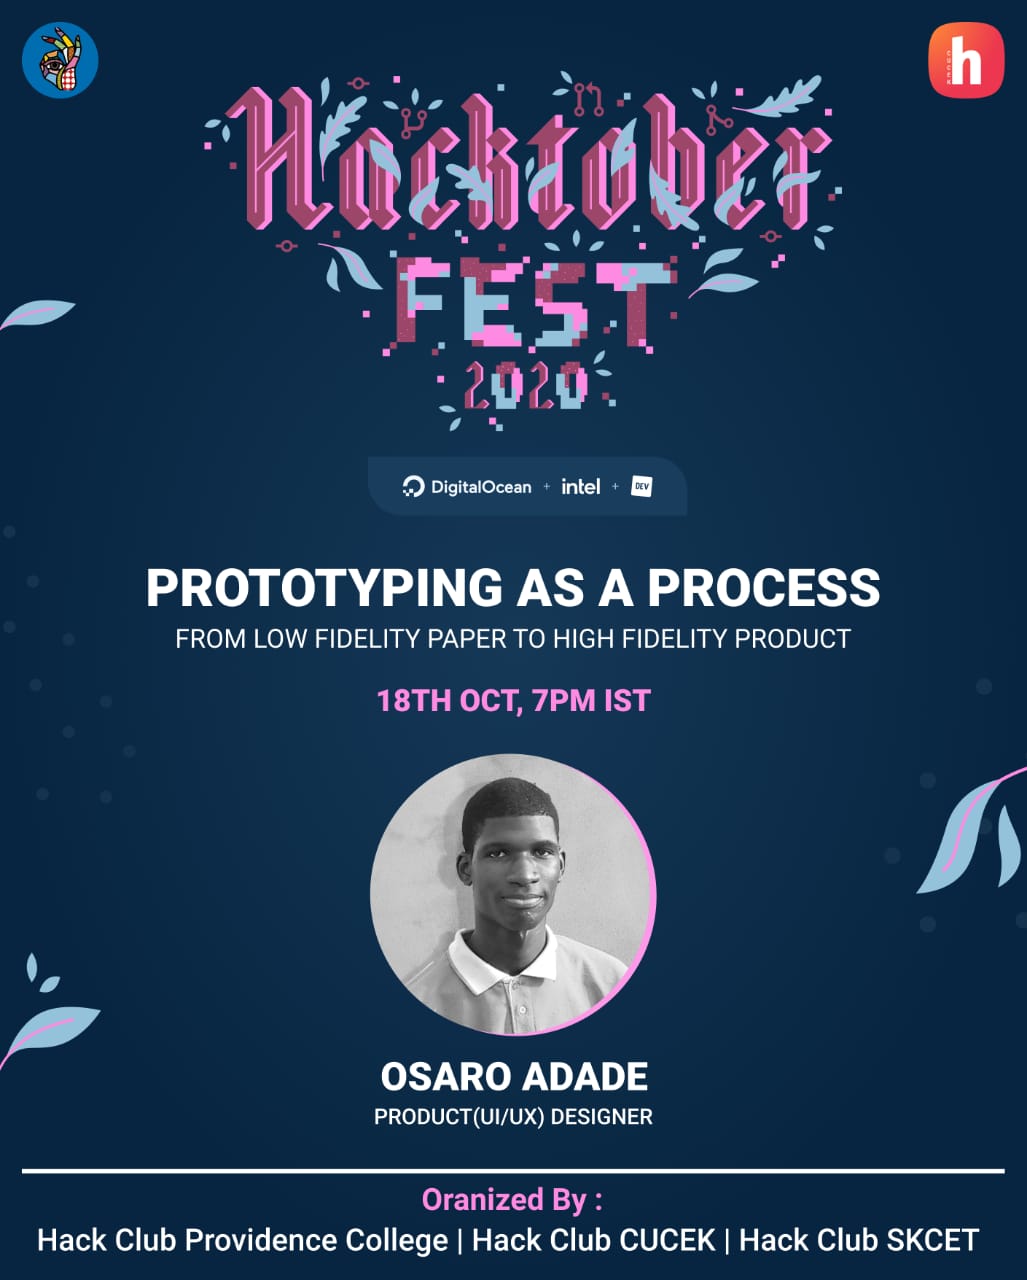 h
CUCEK
Hacktober
FEST
2020
DigitalOcean + intel + DEV
PROTOTYPING AS A PROCESS
FROM LOW FIDELITY PAPER TO HIGH FIDELITY PRODUCT
18TH OCT, 7PM IST
OSARO ADADE
PRODUCT(UI/UX) DESIGNER
Oranized By :
Hack Club Providence College | Hack Club CUCEK | Hack Club SKCET